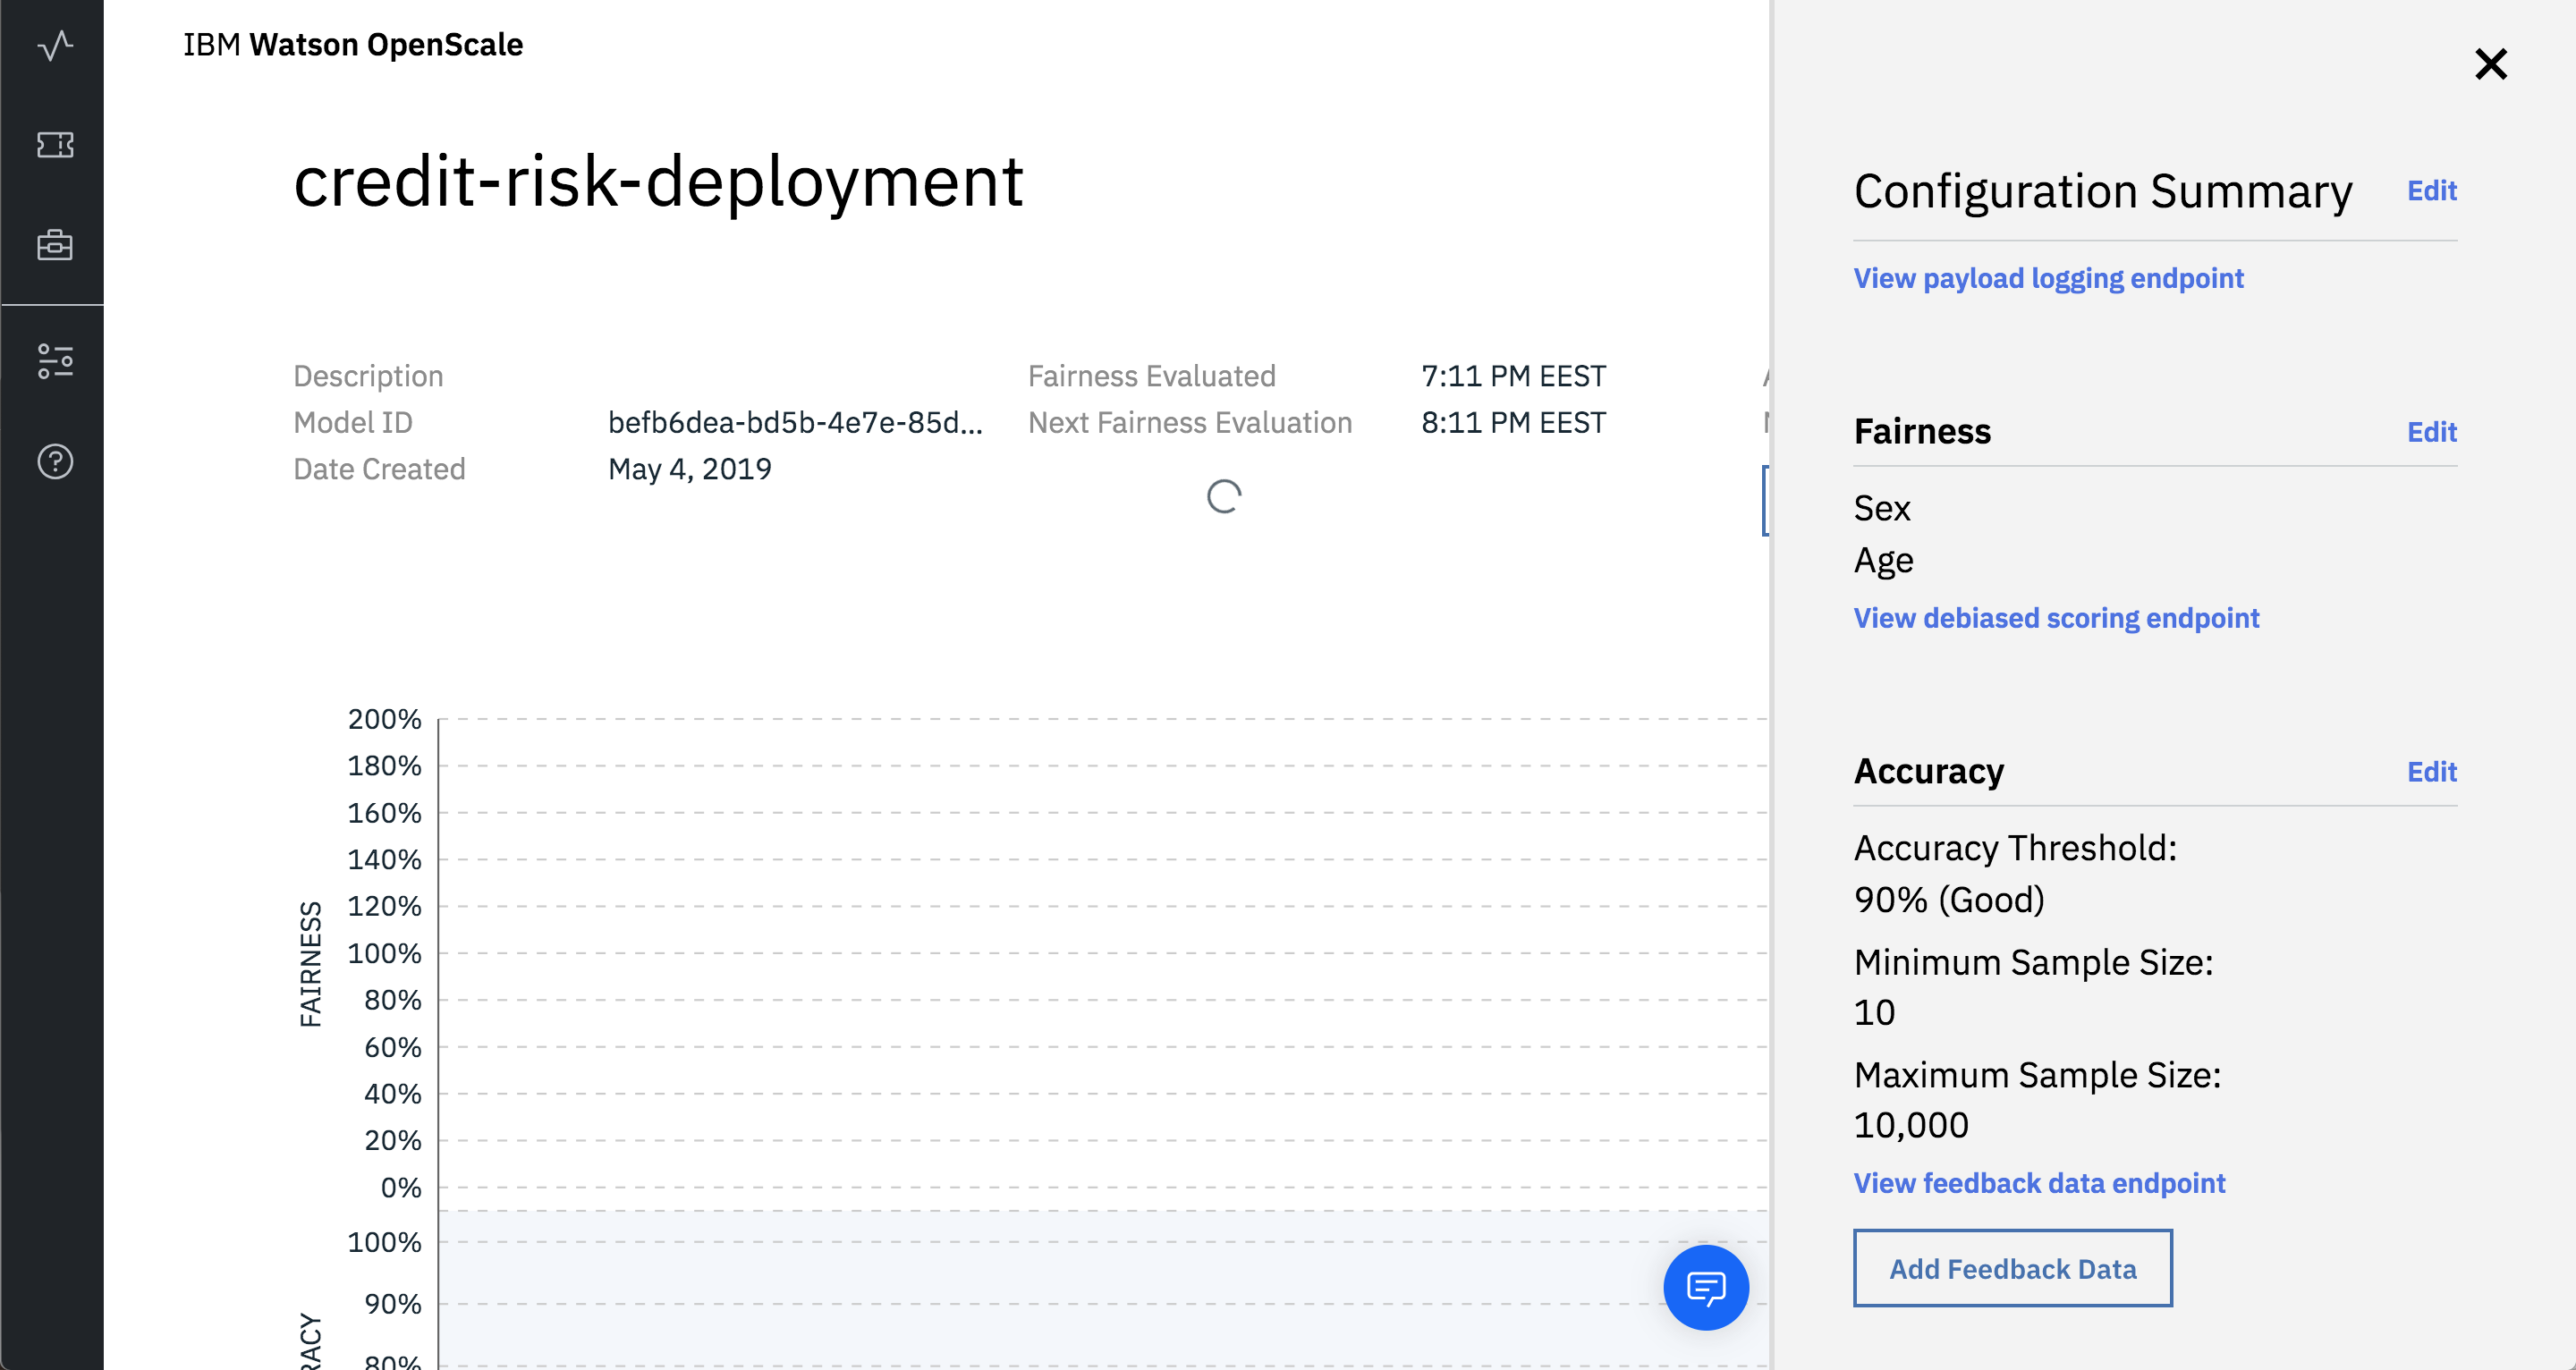 IBM Watson OpenScale
credit-risk-deployment
Description
Model ID befb6dea-bd5b-4e7e-85d...
Date Created May 4, 2019
Fairness Evaluated 7:11 PM EEST
Next Fairness Evaluation 8:11 PM EEST
FAIRNESS
200%
180%
160%
140%
120%
100%
80%
60%
40%
20%
0%
100%
90%
80%
Configuration Summary Edit
View payload logging endpoint
Fairness Edit
Sex
Age
View debiased scoring endpoint
Accuracy Edit
Accuracy Threshold:
90% (Good)
Minimum Sample Size:
10
Maximum Sample Size:
10,000
View feedback data endpoint
Add Feedback Data